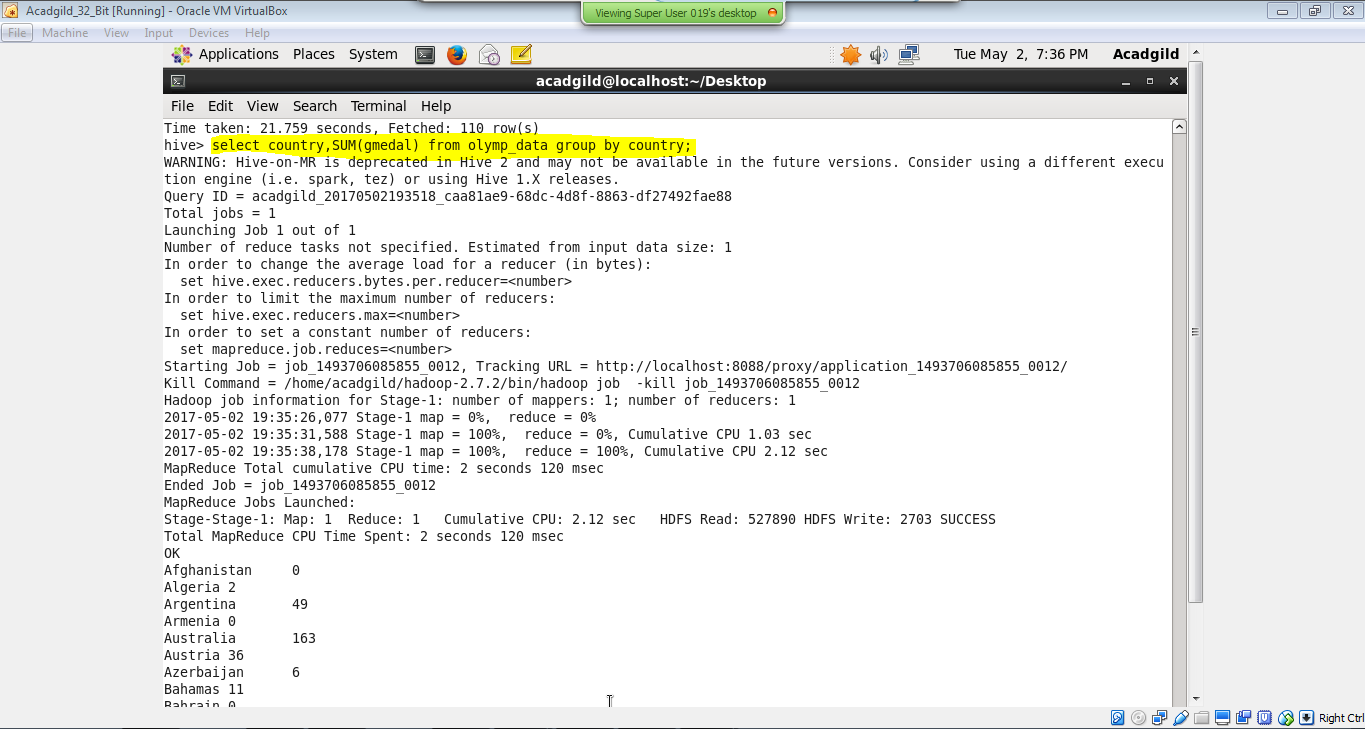 Acadgild_32_Bit [Running] - Oracle VM VirtualBox
Viewing Super User 019's desktop
File Machine View Input Devices Help
Applications Places System Tue May 2, 7:36 PM Acadgild
acadgild@localhost:~/Desktop
File Edit View Search Terminal Help
Time taken: 21.759 seconds, Fetched: 110 row(s)
hive> select country,SUM(gmedal) from olymp_data group by country;
WARNING: Hive-on-MR is deprecated in Hive 2 and may not be available in the future versions. Consider using a different execu
tion engine (i.e. spark, tez) or using Hive 1.X releases.
Query ID = acadgild_20170502193518_caa81ae9-68dc-4d8f-8863-df27492fae88
Total jobs = 1
Launching Job 1 out of 1
Number of reduce tasks not specified. Estimated from input data size: 1
In order to change the average load for a reducer (in bytes):
  set hive.exec.reducers.bytes.per.reducer=<number>
In order to limit the maximum number of reducers:
  set hive.exec.reducers.max=<number>
In order to set a constant number of reducers:
  set mapreduce.job.reduces=<number>
Starting Job = job_1493706085855_0012, Tracking URL = http://localhost:8088/proxy/application_1493706085855_0012/
Kill Command = /home/acadgild/hadoop-2.7.2/bin/hadoop job  -kill job_1493706085855_0012
Hadoop job information for Stage-1: number of mappers: 1; number of reducers: 1
2017-05-02 19:35:26,077 Stage-1 map = 0%,  reduce = 0%
2017-05-02 19:35:31,588 Stage-1 map = 100%,  reduce = 0%, Cumulative CPU 1.03 sec
2017-05-02 19:35:38,178 Stage-1 map = 100%,  reduce = 100%, Cumulative CPU 2.12 sec
MapReduce Total cumulative CPU time: 2 seconds 120 msec
Ended Job = job_1493706085855_0012
MapReduce Jobs Launched:
Stage-Stage-1: Map: 1  Reduce: 1   Cumulative CPU: 2.12 sec   HDFS Read: 527890 HDFS Write: 2703 SUCCESS
Total MapReduce CPU Time Spent: 2 seconds 120 msec
OK
Afghanistan     0
Algeria 2
Argentina       49
Armenia 0
Australia       163
Austria 36
Azerbaijan      6
Bahamas 11
Bahrain 0
Right Ctrl